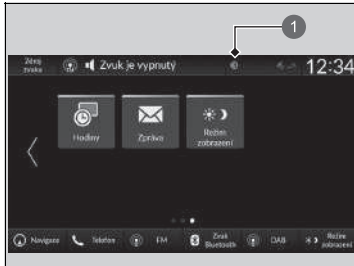 1
Zdroj zvuku
Zvuk je vypnutý
12:34
Hodiny
Zpráva
Režim zobrazení
Navigace
Telefon
FM
Zvuk Bluetooth
DAB
Režim zobrazení